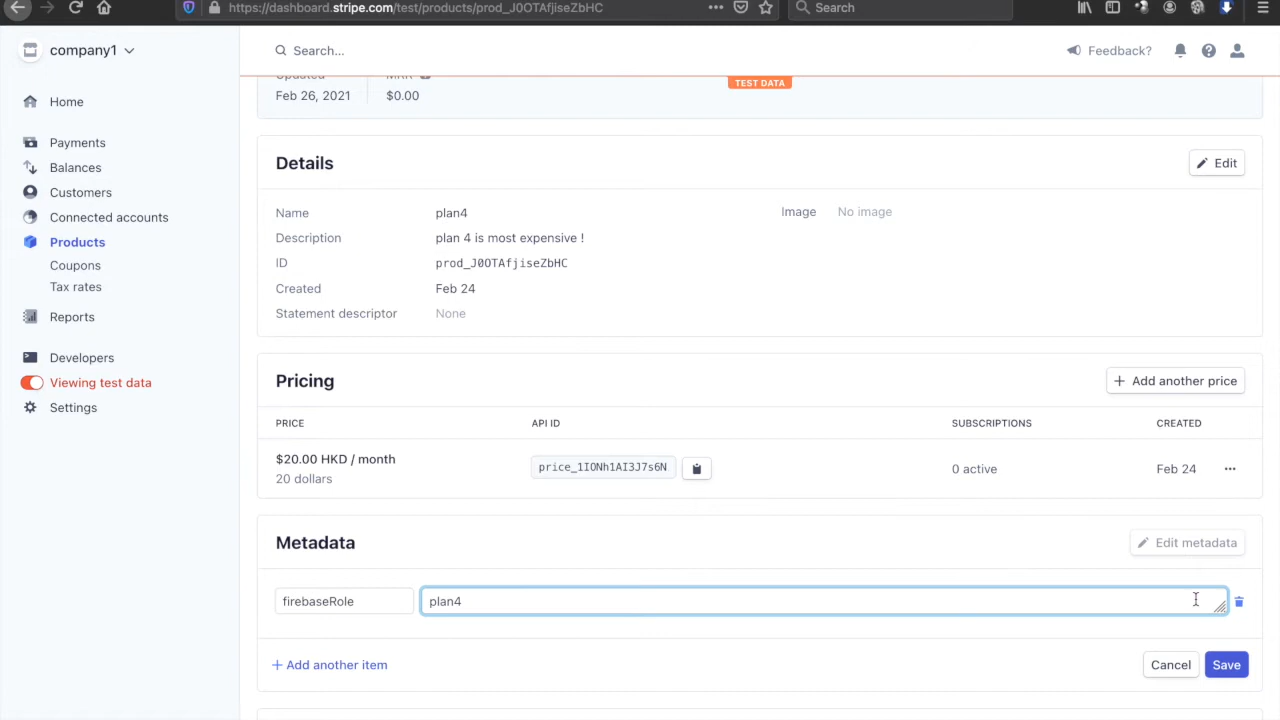 https://dashboard.stripe.com/test/products/prod_J0OTAfjiseZbHC
Search
company1
Search...
Feedback?
Home
Payments
Balances
Customers
Connected accounts
Products
Coupons
Tax rates
Reports
Developers
Viewing test data
Settings
Updated
MRR
Feb 26, 2021
$0.00
TEST DATA
Details
Edit
Name
plan4
Image
No image
Description
plan 4 is most expensive !
ID
prod_J0OTAfjiseZbHC
Created
Feb 24
Statement descriptor
None
Pricing
Add another price
PRICE
API ID
SUBSCRIPTIONS
CREATED
$20.00 HKD / month
20 dollars
price_1IONh1AI3J7s6N
0 active
Feb 24
Metadata
Edit metadata
firebaseRole
plan4
Add another item
Cancel
Save